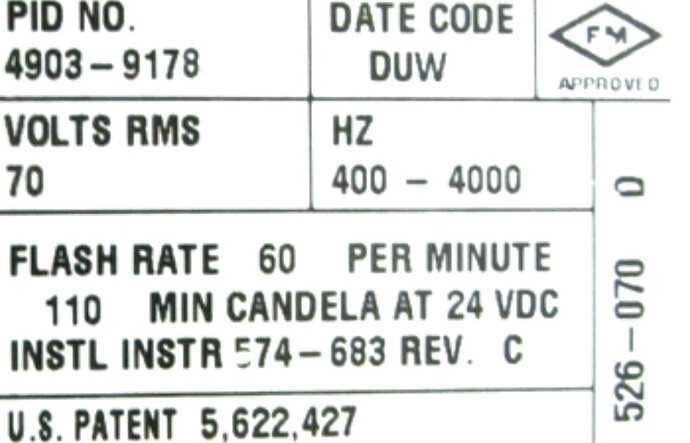 PID NO.
4903-9178
DATE CODE
DUW
FM
APPROVED
VOLTS RMS
70
HZ
400 - 4000
FLASH RATE 60 PER MINUTE
110 MIN CANDELA AT 24 VDC
INSTL INSTR 574-683 REV. C
U.S. PATENT 5,622,427
526-070 D